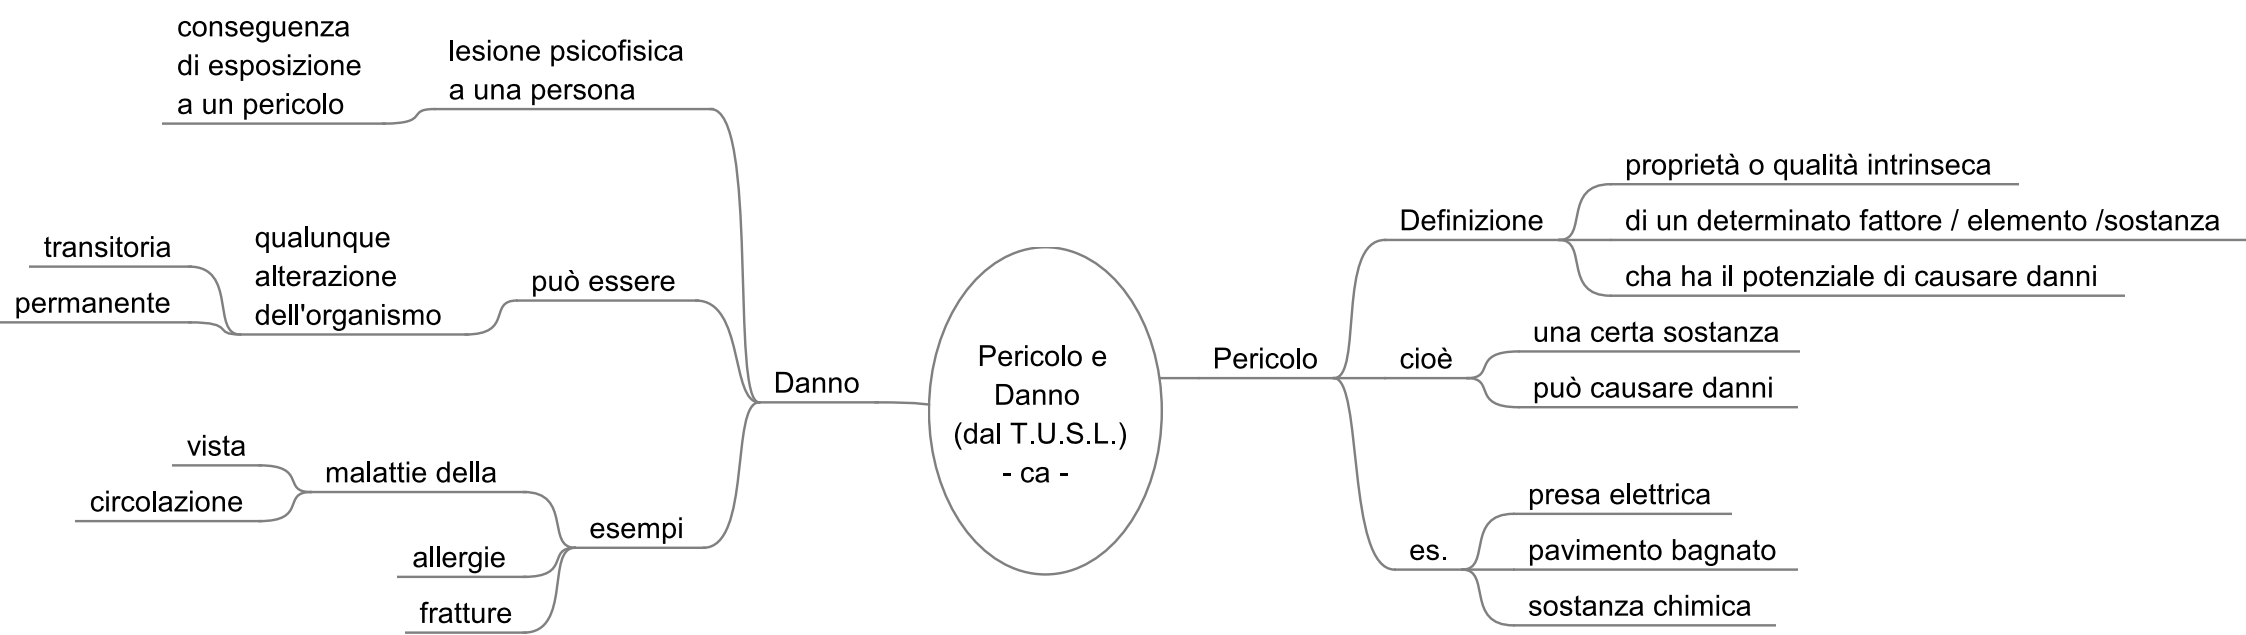 Pericolo e
Danno
(dal T.U.S.L.)
- ca -
Pericolo
Definizione
proprietà o qualità intrinseca
di un determinato fattore / elemento /sostanza
cha ha il potenziale di causare danni
cioè
una certa sostanza
può causare danni
es.
presa elettrica
pavimento bagnato
sostanza chimica
Danno
lesione psicofisica
a una persona
conseguenza
di esposizione
a un pericolo
può essere
qualunque
alterazione
dell'organismo
transitoria
permanente
esempi
malattie della
vista
circolazione
allergie
fratture